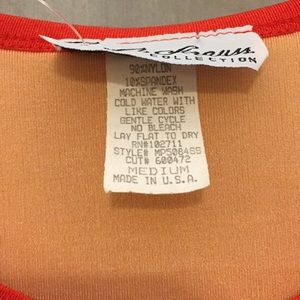 Strauss
COLLECTION
90%NYLON
10%SPANDEX
MACHINE WASH
COLD WATER WITH
LIKE COLORS
GENTLE CYCLE
NO BLEACH
LAY FLAT TO DRY
RN#102711
STYLE# MP5084SS
CUT# 600472
MEDIUM
MADE IN U.S.A.